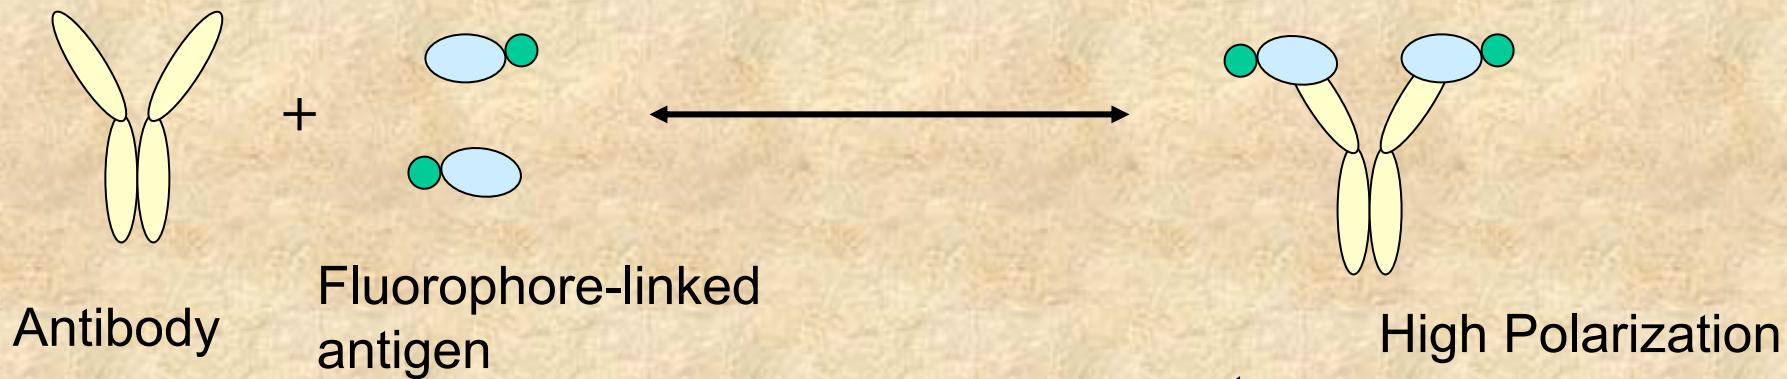 +
Antibody
Fluorophore-linked
antigen
High Polarization